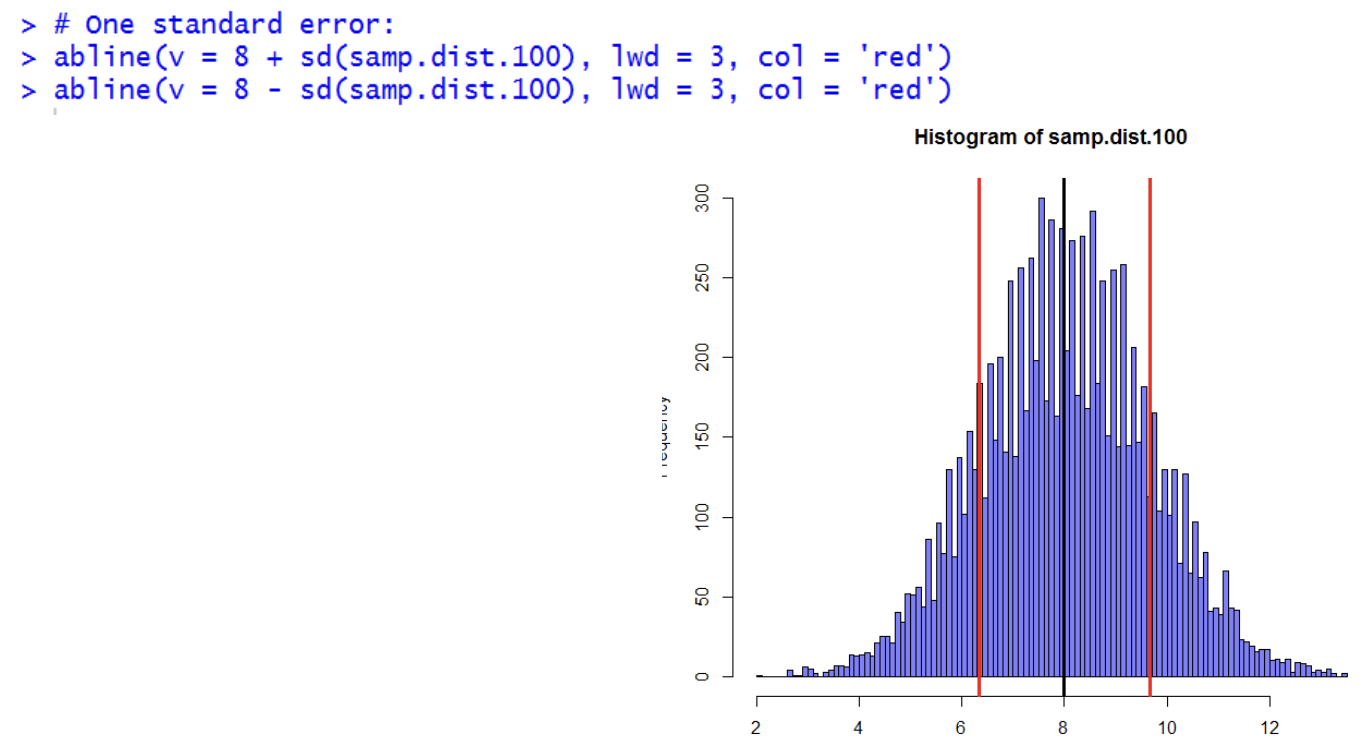 > # One standard error:
> abline(v = 8 + sd(samp.dist.100), lwd = 3, col = 'red')
> abline(v = 8 - sd(samp.dist.100), lwd = 3, col = 'red')
Histogram of samp.dist.100
300
250
200
150
100
50
0
2 4 6 8 10 12